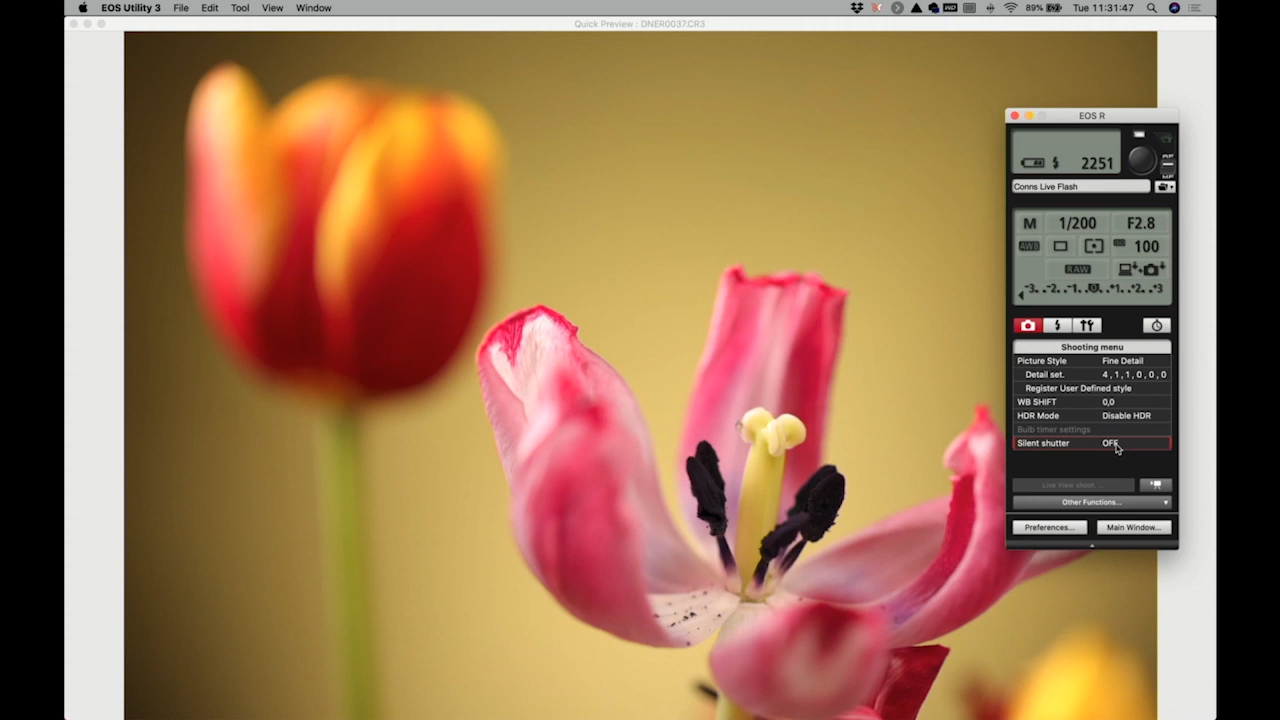 EOS Utility 3 File Edit Tool View Window 89% Tue 11:31:47
Quick Preview : DNER0037.CR3
EOS R
2251
AF
MF
Conns Live Flash
M 1/200 F2.8
AWB ISO 100
RAW
-3..-2..-1..0..+1..+2..+3
Shooting menu
Picture Style Fine Detail
Detail set. 4,1,1,0,0,0
Register User Defined style
WB SHIFT 0,0
HDR Mode Disable HDR
Bulb timer settings
Silent shutter OFF
Live View shoot. ...
Other Functions...
Preferences... Main Window...